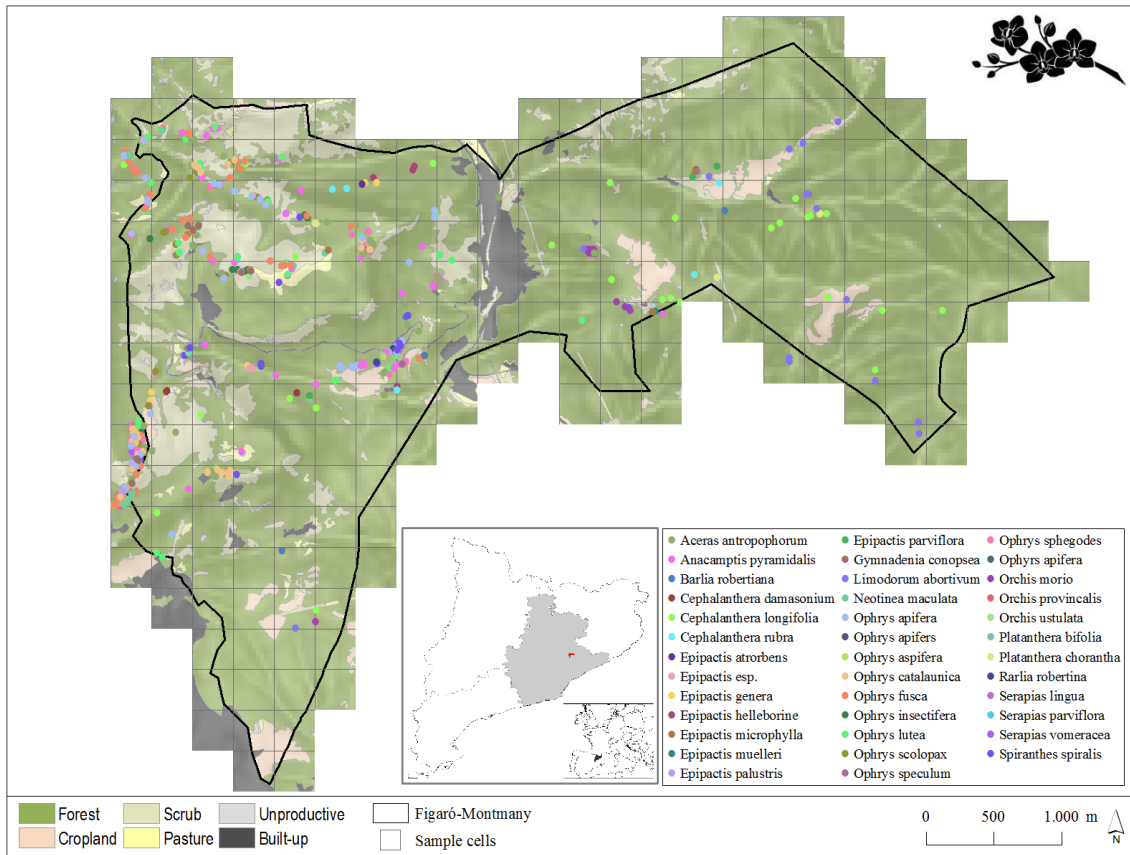 Aceras antropophorum
Anacamptis pyramidalis
Barlia robertiana
Cephalanthera damasonium
Cephalanthera longifolia
Cephalanthera rubra
Epipactis atrorbens
Epipactis esp.
Epipactis genera
Epipactis helleborine
Epipactis microphylla
Epipactis muelleri
Epipactis palustris
Epipactis parviflora
Gymnadenia conopsea
Limodorum abortivum
Neotinea maculata
Ophrys apifera
Ophrys apifers
Ophrys aspifera
Ophrys catalaunica
Ophrys fusca
Ophrys insectifera
Ophrys lutea
Ophrys scolopax
Ophrys speculum
Ophrys sphegodes
Ophyrs apifera
Orchis morio
Orchis provincalis
Orchis ustulata
Platanthera bifolia
Platanthera chorantha
Rarlia robertina
Serapias lingua
Serapias parviflora
Serapias vomeracea
Spiranthes spiralis
Forest
Scrub
Unproductive
Figaró-Montmany
Cropland
Pasture
Built-up
Sample cells
0 500 1.000 m
N